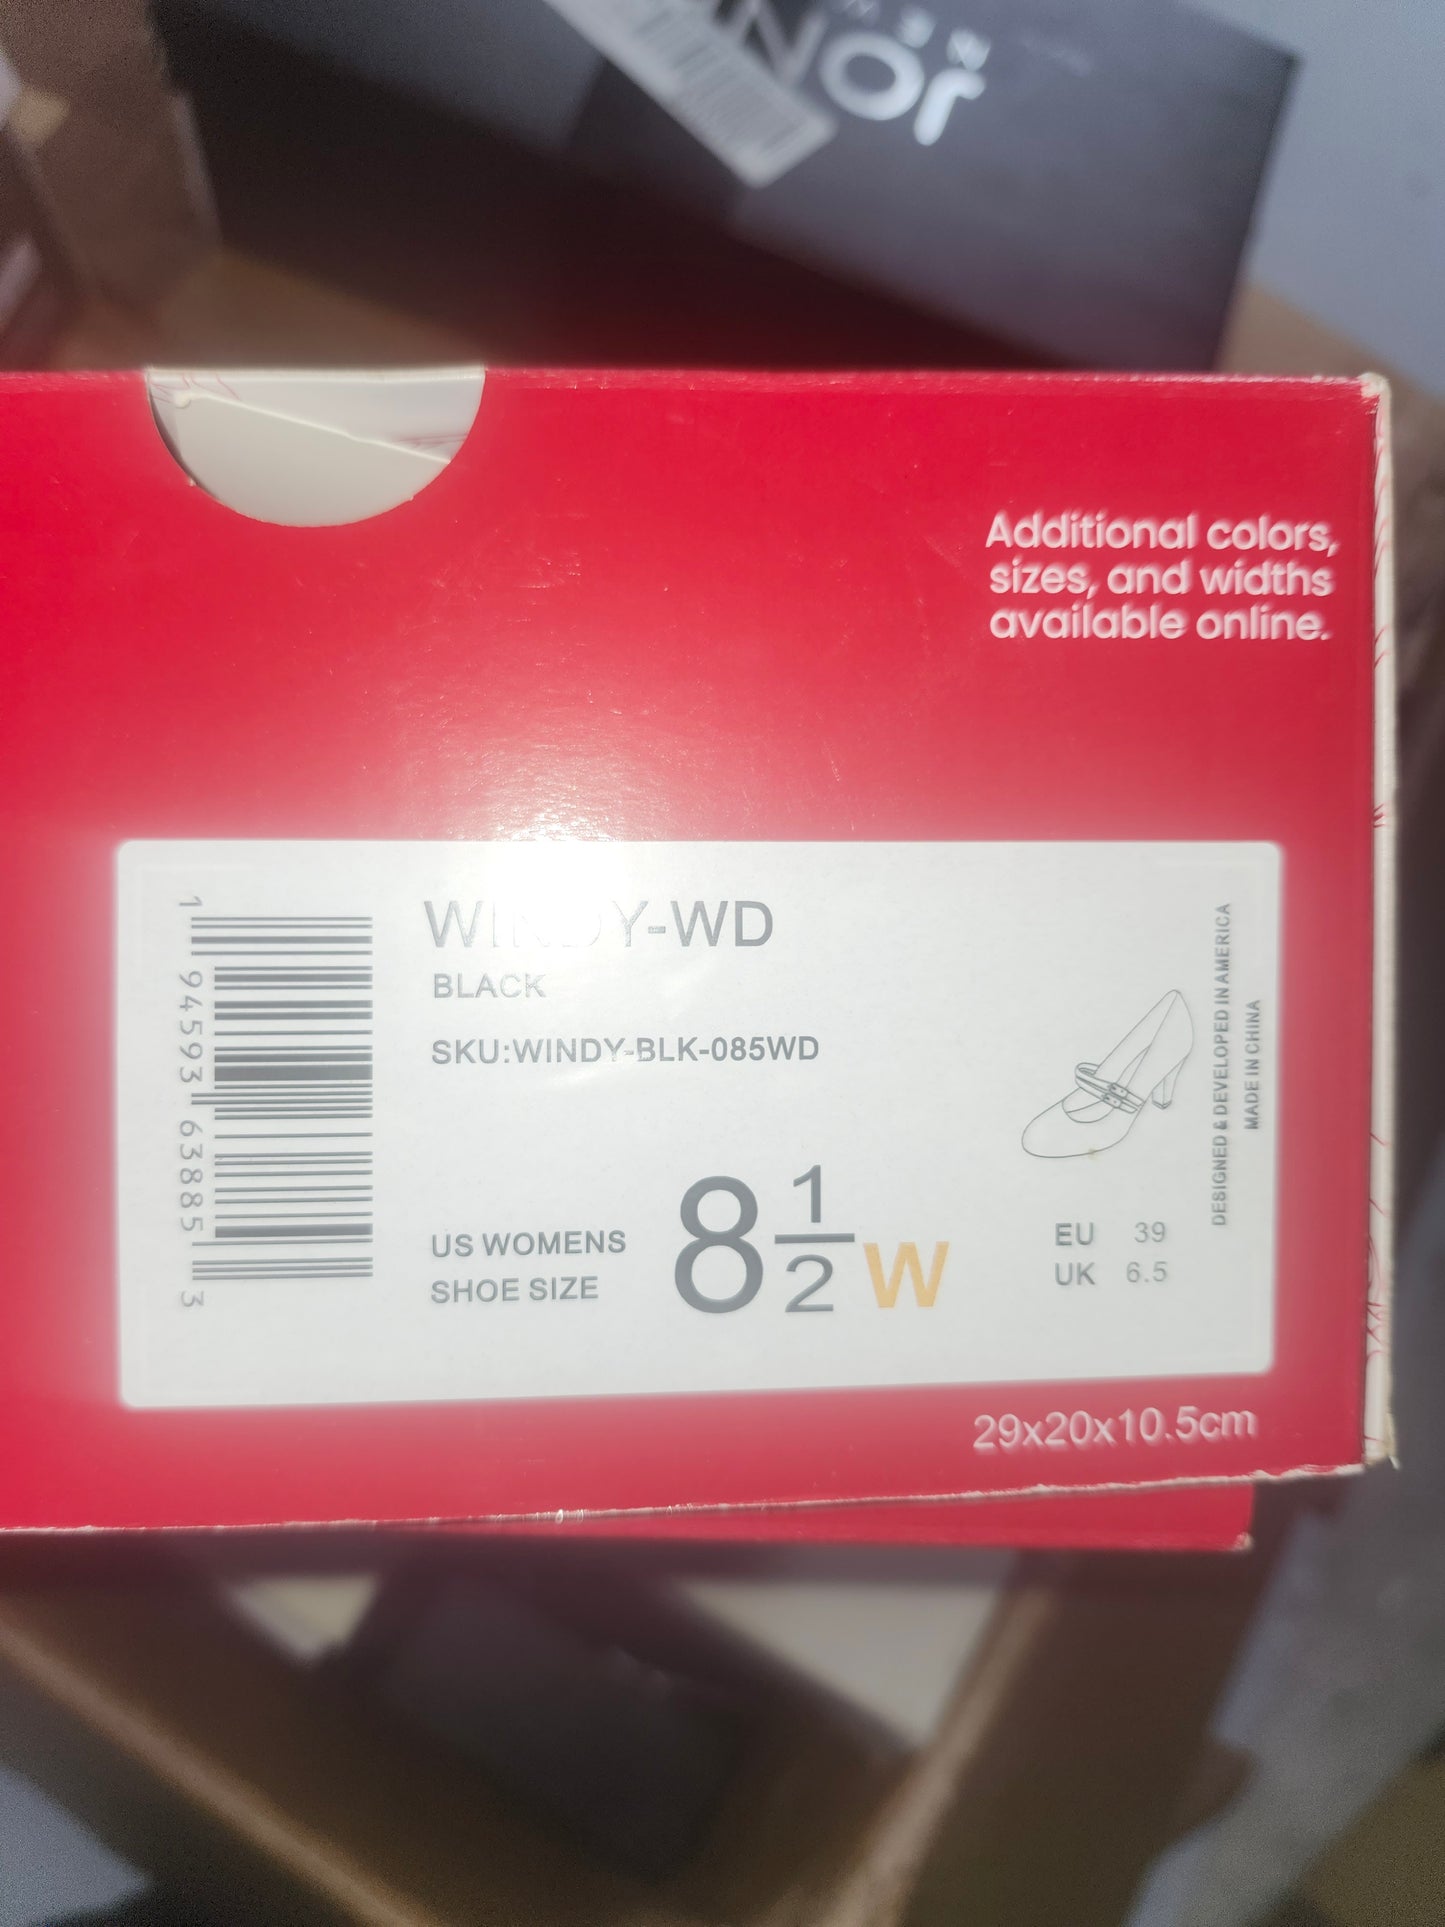 NEW
Additional colors,
sizes, and widths
available online.
WINDY-WD
BLACK
SKU:WINDY-BLK-085WD
US WOMENS
SHOE SIZE
8 1/2 W
EU 39
UK 6.5
DESIGNED & DEVELOPED IN AMERICA
MADE IN CHINA
1 94593 63885 3
29x20x10.5cm